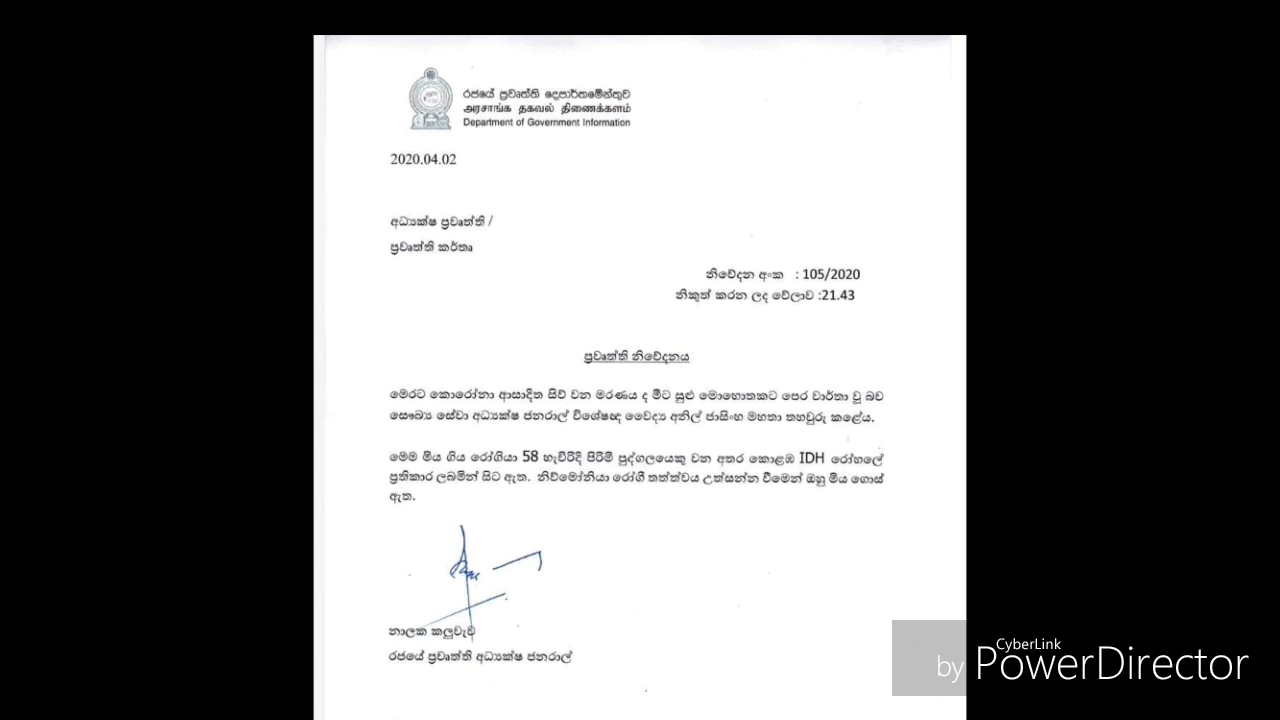 රජයේ ප්‍රවෘත්ති දෙපාර්තමේන්තුව
அரசாங்க தகவல் திணைக்களம்
Department of Government Information
2020.04.02
අධ්‍යක්ෂ ප්‍රවෘත්ති /
ප්‍රවෘත්ති කර්තෘ
නිවේදන අංක : 105/2020
නිකුත් කරන ලද වේලාව :21.43
ප්‍රවෘත්ති නිවේදනය
මෙරට කොරෝනා ආසාදිත සිව් වන මරණය ද මීට සුළු මොහොතකට පෙර වාර්තා වූ බව
සෞඛ්‍ය සේවා අධ්‍යක්ෂ ජනරාල් විශේෂඥ වෛද්‍ය අනිල් ජාසිංහ මහතා තහවුරු කළේය.
මෙම මිය ගිය රෝගියා 58 හැවිරිදි පිරිමි පුද්ගලයෙකු වන අතර කොළඹ IDH රෝහලේ
ප්‍රතිකාර ලබමින් සිට ඇත. නිව්මෝනියා රෝගී තත්ත්වය උත්සන්න වීමෙන් ඔහු මිය ගොස්
ඇත.
නාලක කලුවැව
රජයේ ප්‍රවෘත්ති අධ්‍යක්ෂ ජනරාල්
by CyberLink PowerDirector